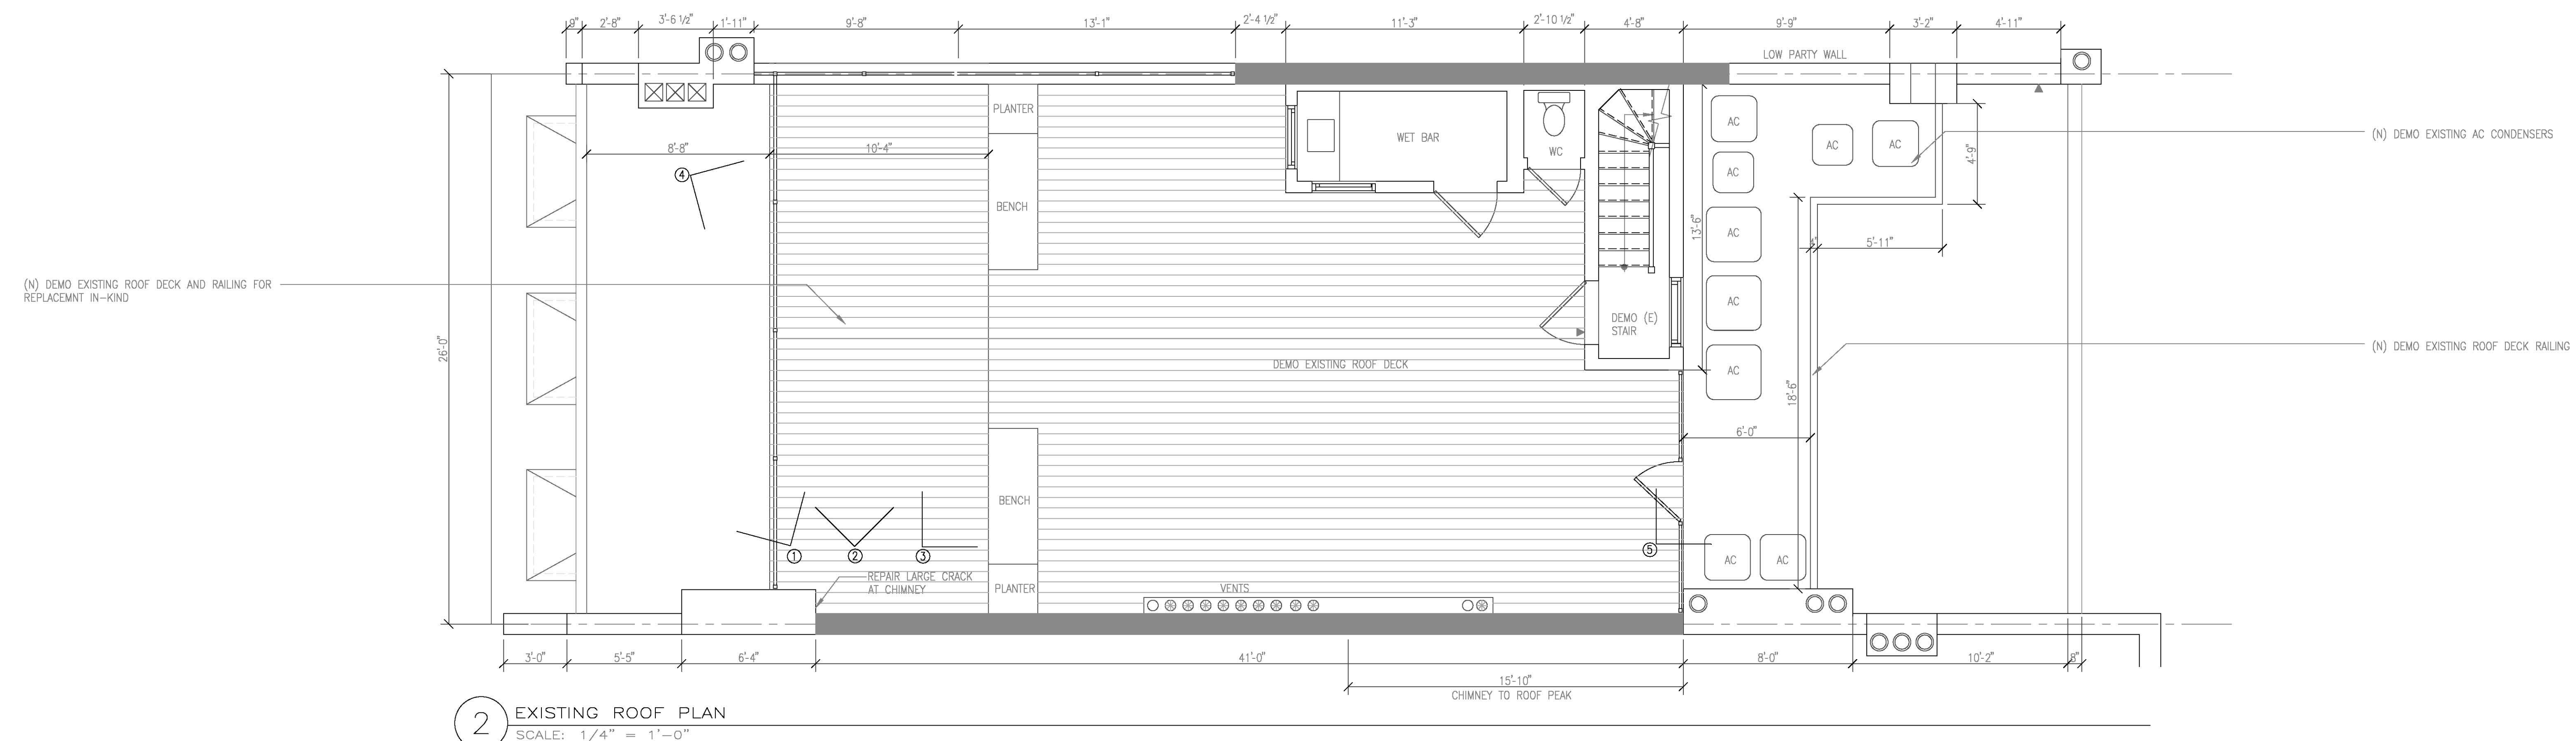 9"
2'-8"
3'-6 1/2"
1'-11"
9'-8"
13'-1"
2'-4 1/2"
11'-3"
2'-10 1/2"
4'-8"
9'-9"
3'-2"
4'-11"
LOW PARTY WALL
PLANTER
WET BAR
WC
AC
AC
AC
(N) DEMO EXISTING AC CONDENSERS
8'-8"
10'-4"
4'-9"
4
AC
BENCH
13'-6"
AC
4"
5'-11"
(N) DEMO EXISTING ROOF DECK AND RAILING FOR
REPLACEMNT IN-KIND
AC
DEMO (E)
STAIR
26'-0"
(N) DEMO EXISTING ROOF DECK RAILING
DEMO EXISTING ROOF DECK
AC
18'-6"
6'-0"
BENCH
1
2
3
5
AC
AC
REPAIR LARGE CRACK
AT CHIMNEY
PLANTER
VENTS
3'-0"
5'-5"
6'-4"
41'-0"
8'-0"
10'-2"
8"
15'-10"
CHIMNEY TO ROOF PEAK
2
EXISTING ROOF PLAN
SCALE: 1/4" = 1'-0"